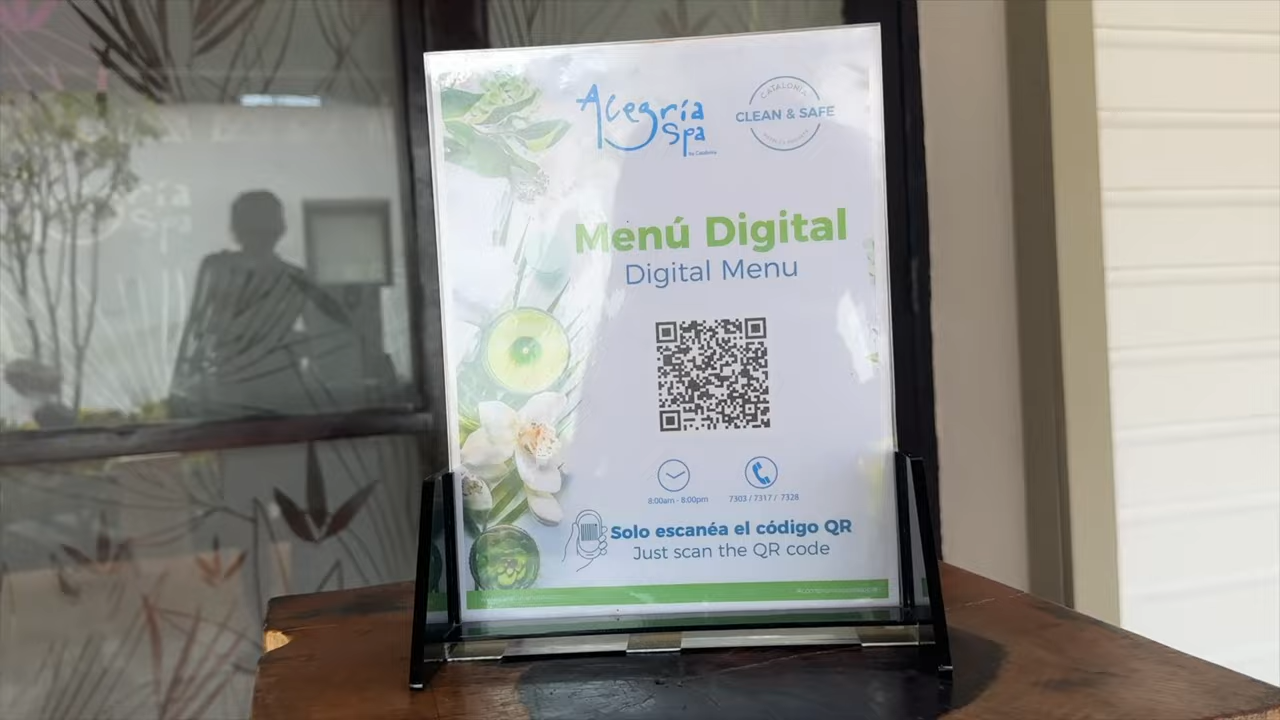 Alegría
Spa
by Catalonia
CATALONIA
CLEAN & SAFE
Menú Digital
Digital Menu
8:00am - 8:00pm
7303 / 7317 / 7328
Solo escanéa el código QR
Just scan the QR code